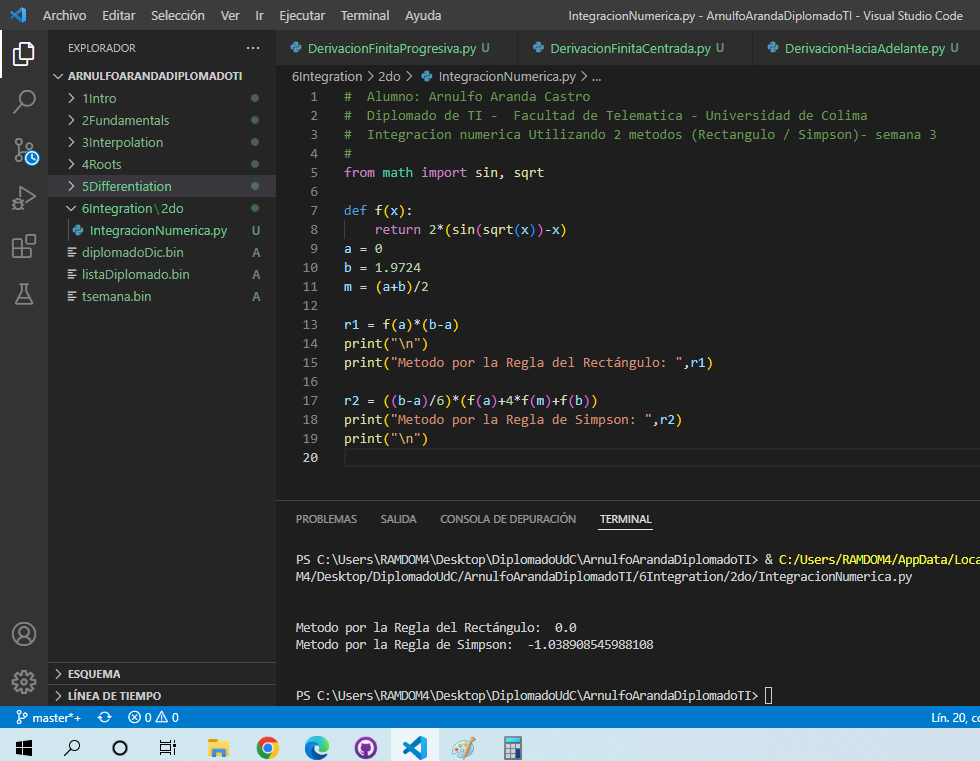 Archivo Editar Selección Ver Ir Ejecutar Terminal Ayuda IntegracionNumerica.py - ArnulfoArandaDiplomadoTI - Visual Studio Code
EXPLORADOR
ARNULFOARANDADIPLOMADOTI
1Intro
2Fundamentals
3Interpolation
4Roots
5Differentiation
6Integration\2do
IntegracionNumerica.py U
diplomadoDic.bin A
listaDiplomado.bin A
tsemana.bin A
ESQUEMA
LÍNEA DE TIEMPO
DerivacionFinitaProgresiva.py U DerivacionFinitaCentrada.py U DerivacionHaciaAdelante.py U
6Integration > 2do > IntegracionNumerica.py > ...
1 # Alumno: Arnulfo Aranda Castro
2 # Diplomado de TI - Facultad de Telematica - Universidad de Colima
3 # Integracion numerica Utilizando 2 metodos (Rectangulo / Simpson)- semana 3
4 #
5 from math import sin, sqrt
6
7 def f(x):
8 return 2*(sin(sqrt(x))-x)
9 a = 0
10 b = 1.9724
11 m = (a+b)/2
12
13 r1 = f(a)*(b-a)
14 print("\n")
15 print("Metodo por la Regla del Rectángulo: ",r1)
16
17 r2 = ((b-a)/6)*(f(a)+4*f(m)+f(b))
18 print("Metodo por la Regla de Simpson: ",r2)
19 print("\n")
20
PROBLEMAS SALIDA CONSOLA DE DEPURACIÓN TERMINAL
PS C:\Users\RAMDOM4\Desktop\DiplomadoUdC\ArnulfoArandaDiplomadoTI> & C:/Users/RAMDOM4/AppData/Loca
M4/Desktop/DiplomadoUdC/ArnulfoArandaDiplomadoTI/6Integration/2do/IntegracionNumerica.py
Metodo por la Regla del Rectángulo: 0.0
Metodo por la Regla de Simpson: -1.038908545988108
PS C:\Users\RAMDOM4\Desktop\DiplomadoUdC\ArnulfoArandaDiplomadoTI>
master*+ 0 0 Lín. 20, co